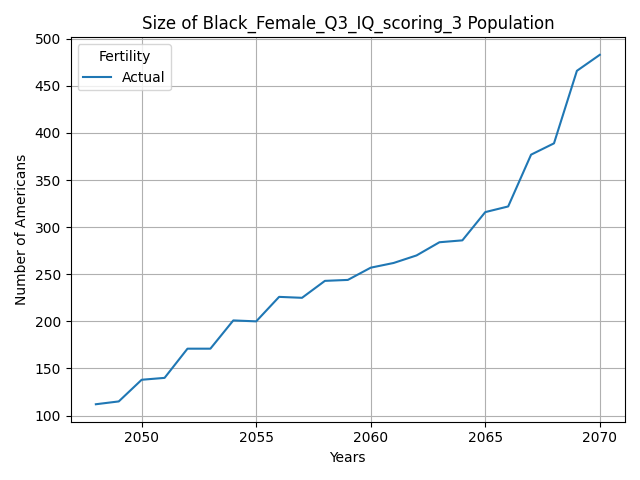 Size of Black_Female_Q3_IQ_scoring_3 Population
Fertility
Actual
500
450
400
350
300
250
200
150
100
Number of Americans
2050 2055 2060 2065 2070
Years